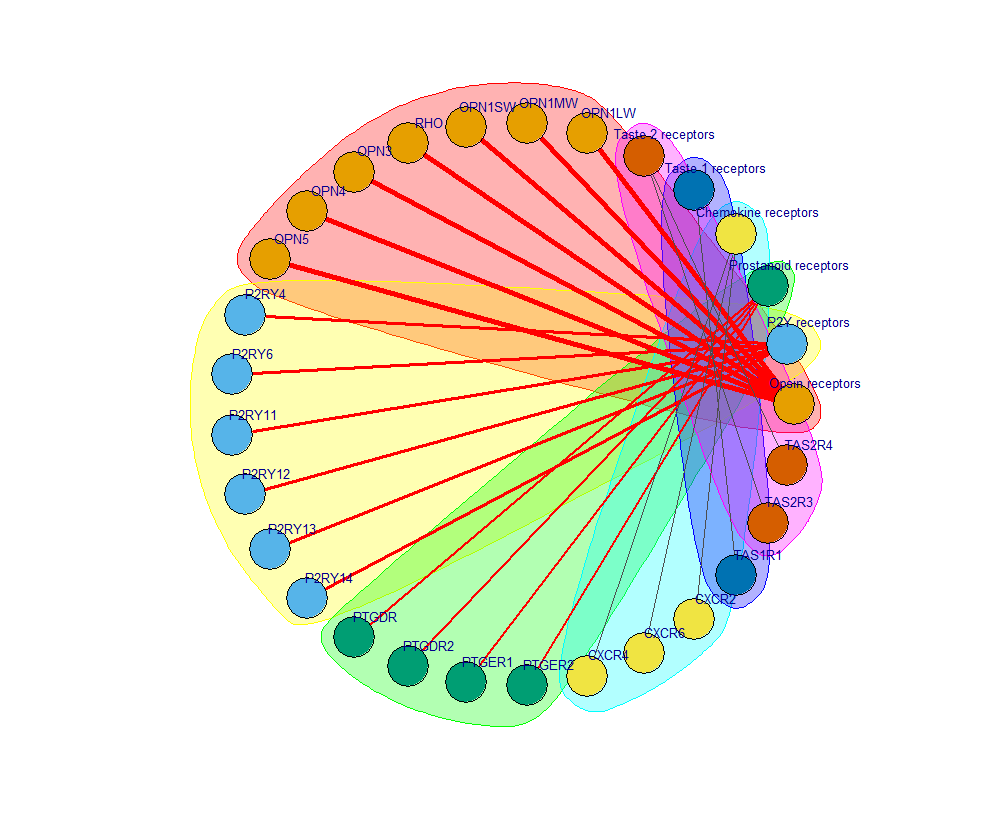 OPN1SW
OPN1MW
OPN1LW
RHO
Taste 2 receptors
OPN3
Taste 1 receptors
OPN4
Chemokine receptors
OPN5
Prostanoid receptors
P2RY4
P2Y receptors
P2RY6
Opsin receptors
P2RY11
TAS2R4
P2RY12
TAS2R3
P2RY13
TAS1R1
P2RY14
CXCR2
PTGDR
CXCR6
PTGDR2
CXCR4
PTGER1
PTGER2